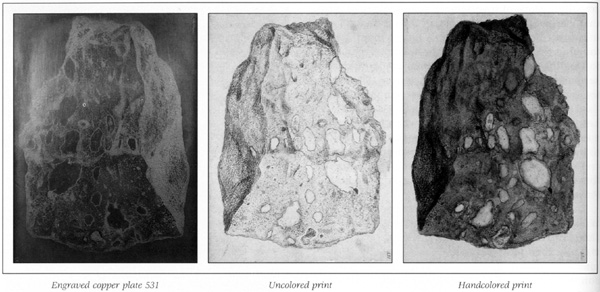 Engraved copper plate 531
Uncolored print
Handcolored print